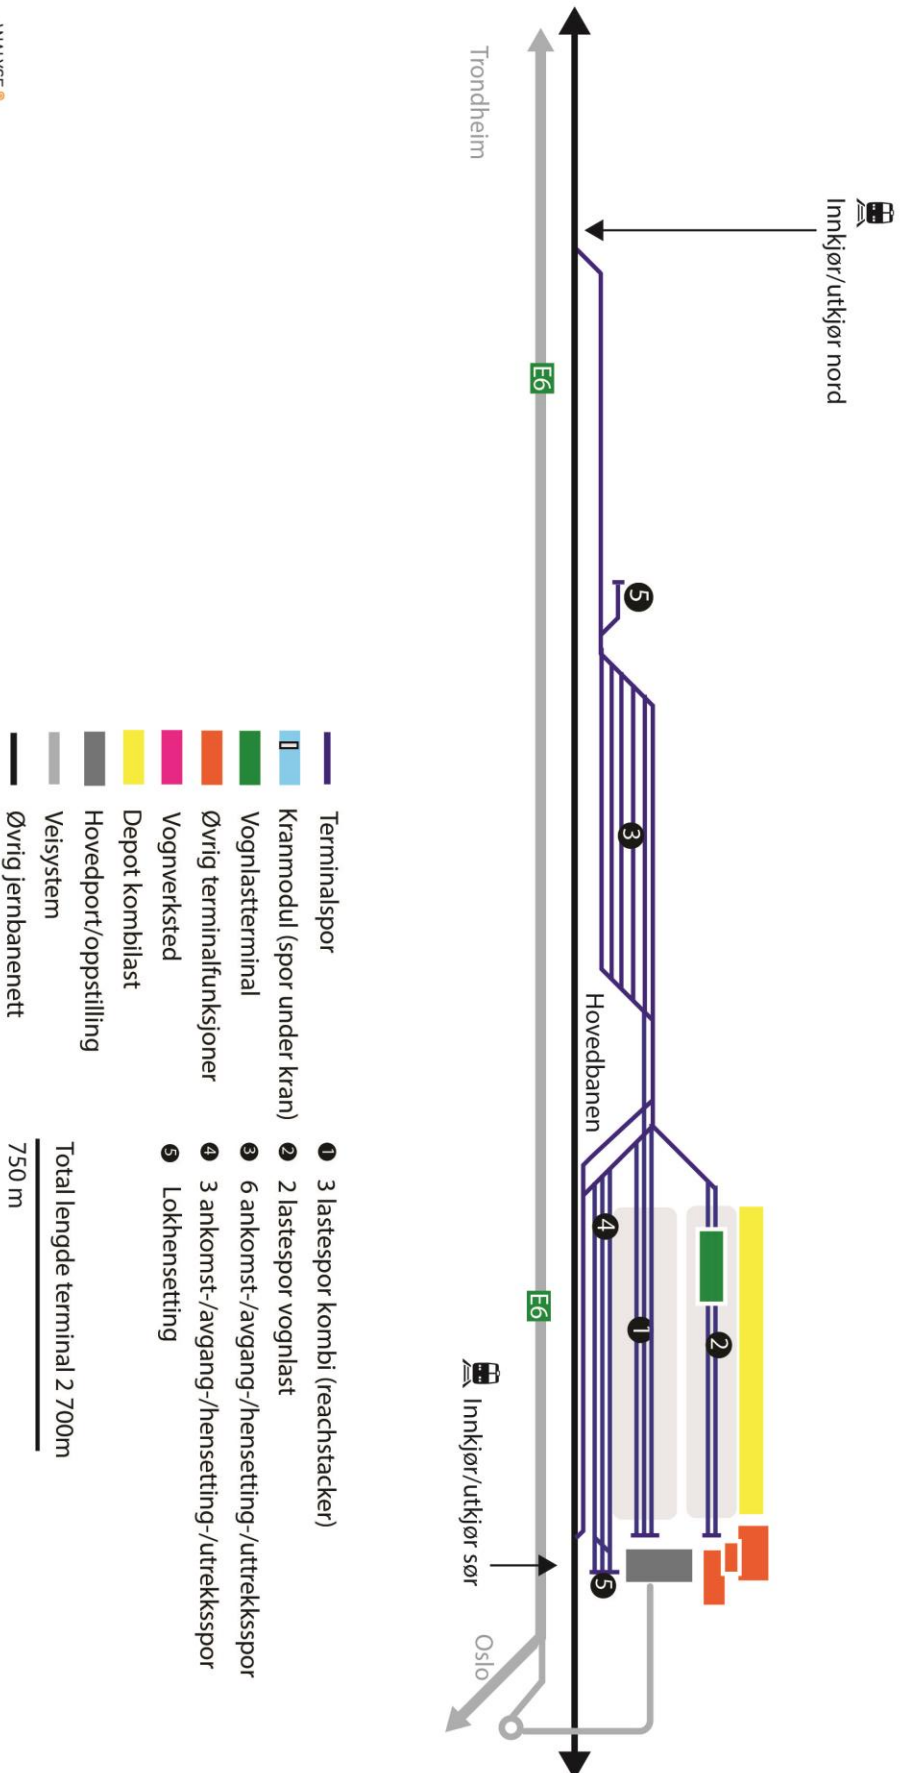 Innkjør/utkjør nord
Trondheim
E6
5
3
Hovedbanen
4
1
2
E6
Innkjør/utkjør sør
5
Oslo
Terminalspor
Kranmodul (spor under kran)
Vognlastterminal
Øvrig terminalfunksjoner
Vognverksted
Depot kombilast
Hovedport/oppstilling
Veisystem
Øvrig jernbanenett
1 3 lastespor kombi (reachstacker)
2 2 lastespor vognlast
3 6 ankomst-/avgang-/hensetting-/uttrekksspor
4 3 ankomst-/avgang-/hensetting-/utrekksspor
5 Lokhensetting
Total lengde terminal 2 700m
750 m